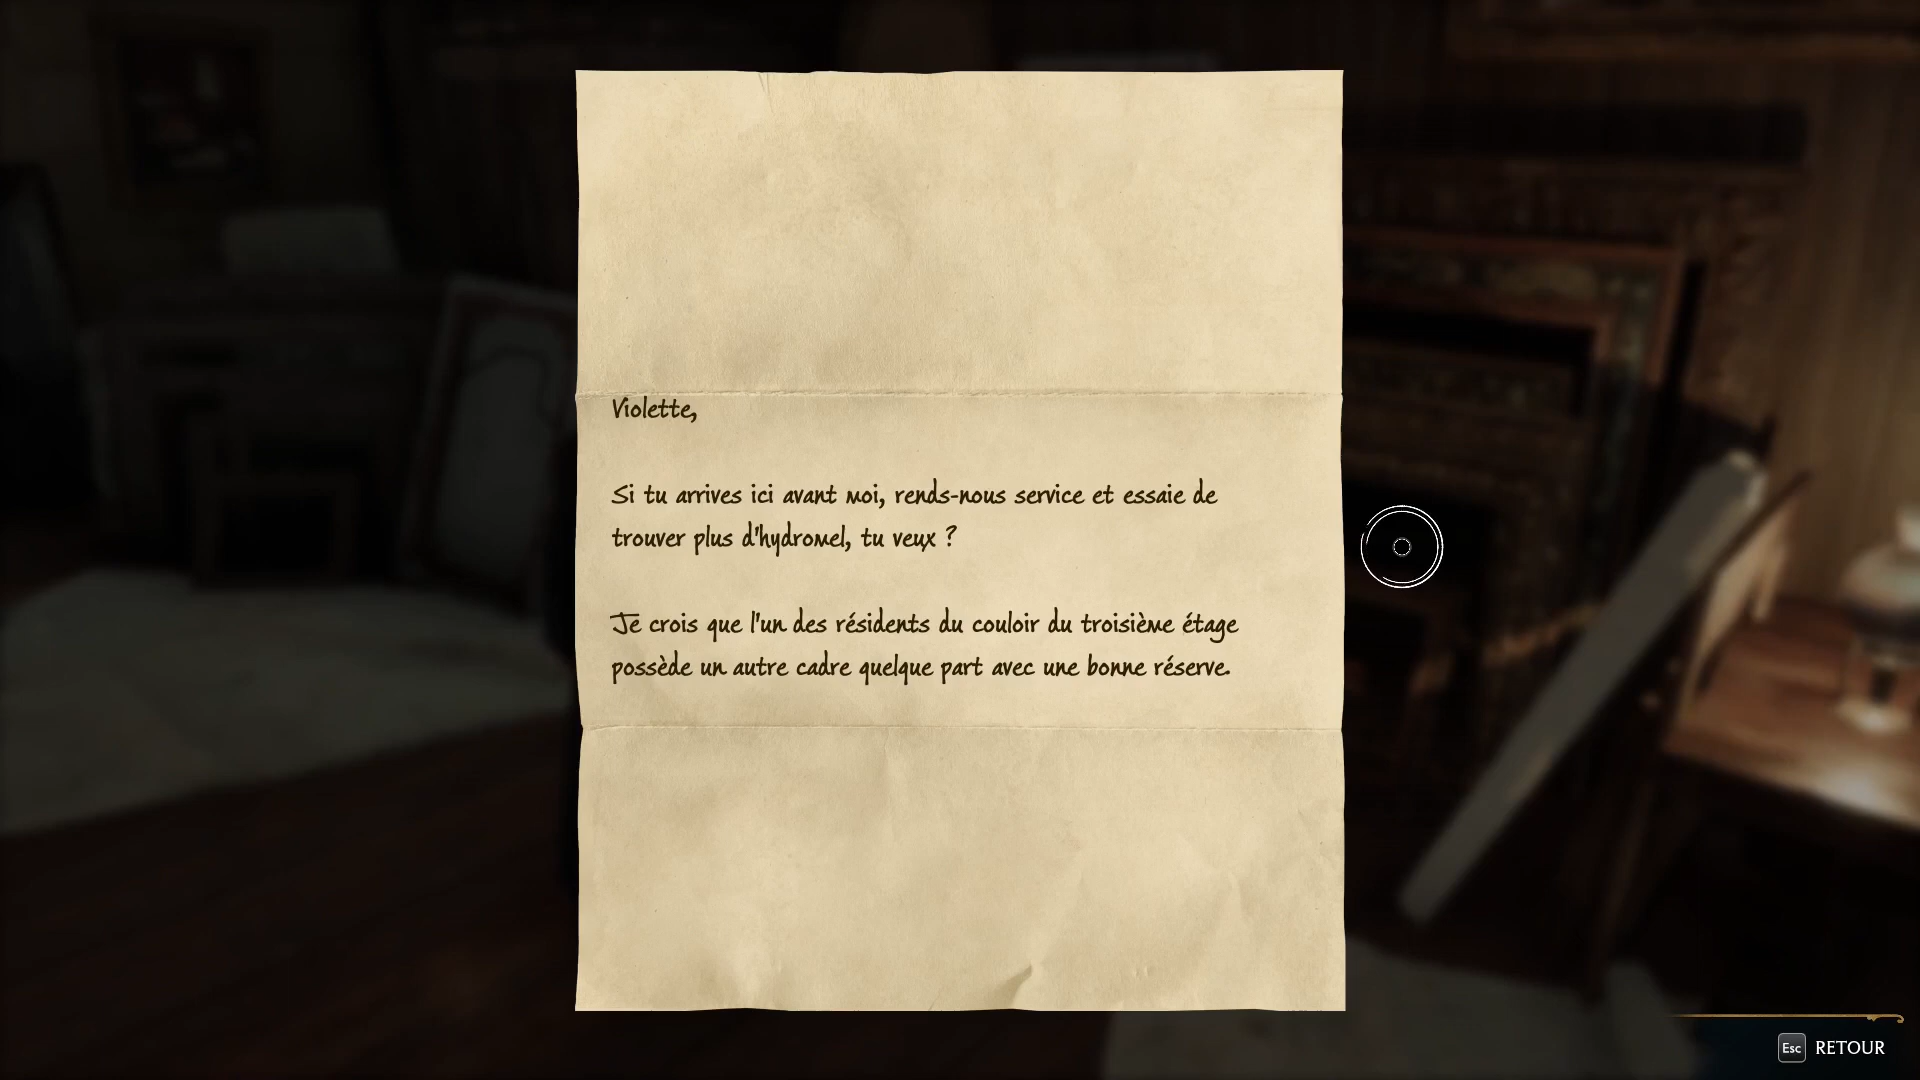 Violette,
Si tu arrives ici avant moi, rends-nous service et essaie de
trouver plus d'hydromel, tu veux ?
Je crois que l'un des résidents du couloir du troisième étage
possède un autre cadre quelque part avec une bonne réserve.
Esc RETOUR